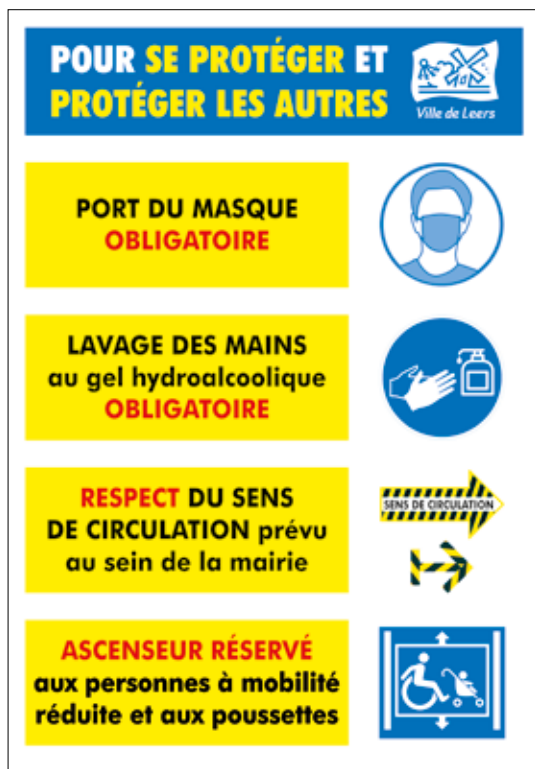 POUR SE PROTÉGER ET
PROTÉGER LES AUTRES
Ville de Leers
PORT DU MASQUE
OBLIGATOIRE
LAVAGE DES MAINS
au gel hydroalcoolique
OBLIGATOIRE
RESPECT DU SENS
DE CIRCULATION prévu
au sein de la mairie
SENS DE CIRCULATION
ASCENSEUR RÉSERVÉ
aux personnes à mobilité
réduite et aux poussettes